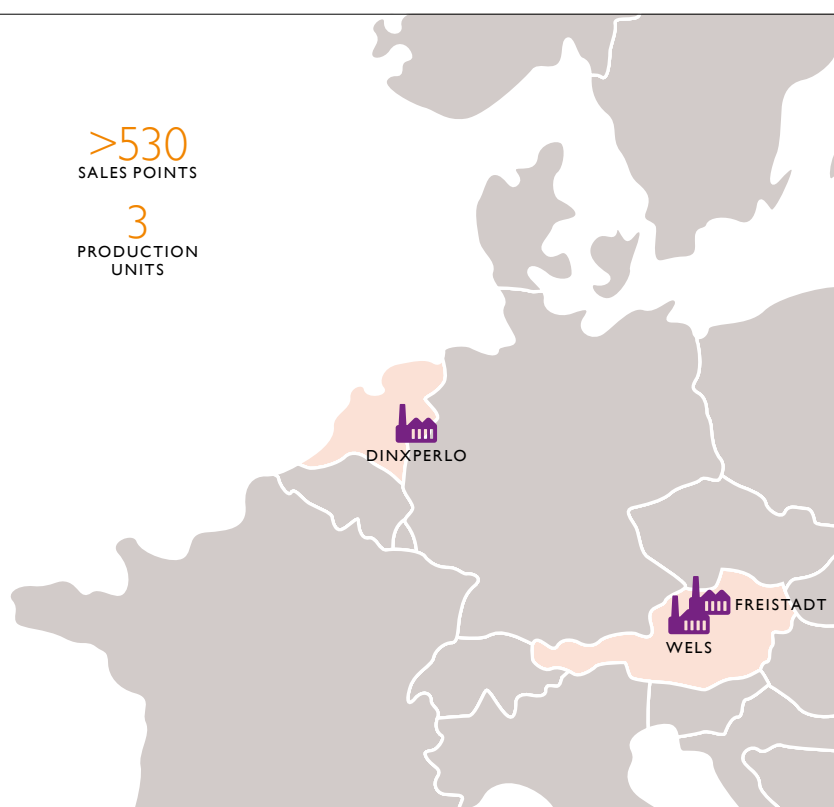 >530
SALES POINTS
3
PRODUCTION
UNITS
DINXPERLO
FREISTADT
WELS